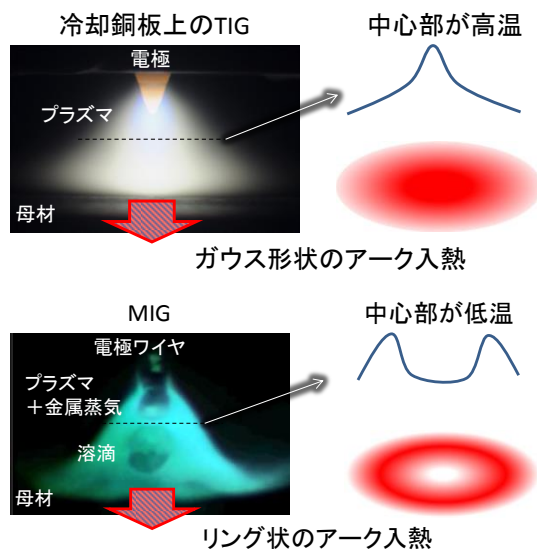 冷却銅板上のTIG
中心部が高温
電極
プラズマ
母材
ガウス形状のアーク入熱
MIG
中心部が低温
電極ワイヤ
プラズマ
＋金属蒸気
溶滴
母材
リング状のアーク入熱